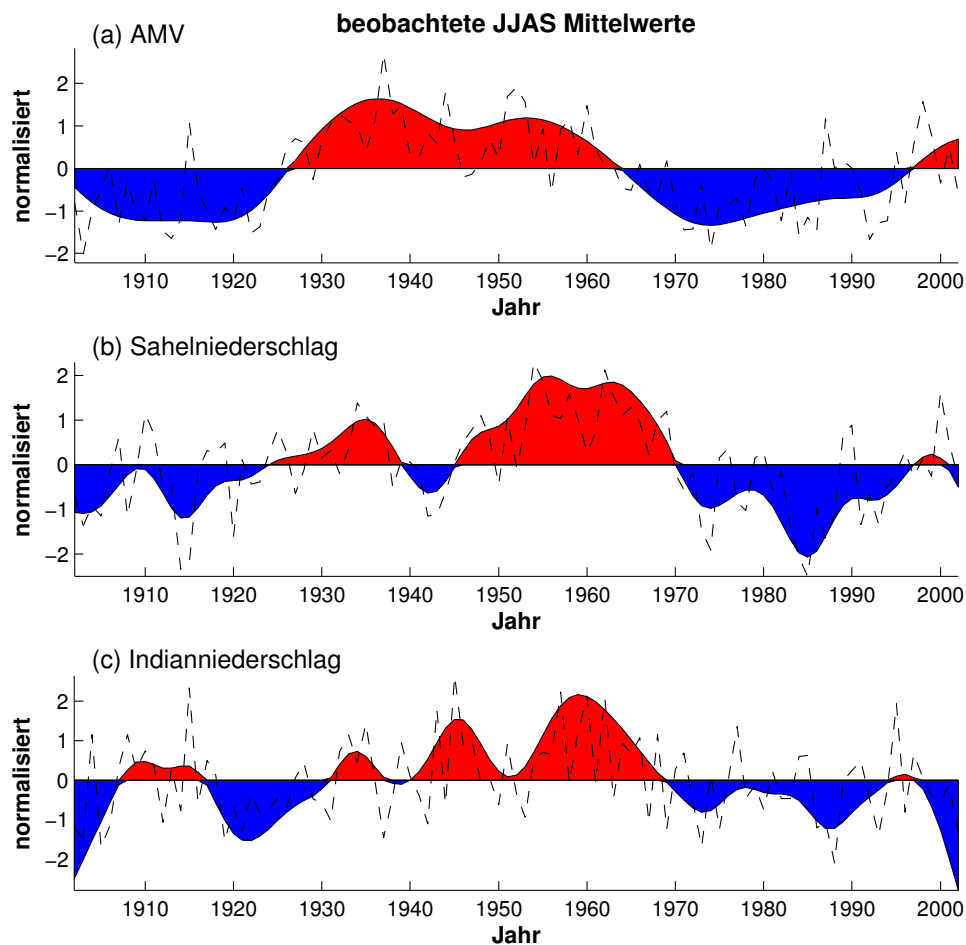 beobachtete JJAS Mittelwerte
(a) AMV
normalisiert
2
1
0
−1
−2
1910 1920 1930 1940 1950 1960 1970 1980 1990 2000
Jahr
(b) Sahelniederschlag
normalisiert
2
1
0
−1
−2
1910 1920 1930 1940 1950 1960 1970 1980 1990 2000
Jahr
(c) Indianniederschlag
normalisiert
2
1
0
−1
−2
1910 1920 1930 1940 1950 1960 1970 1980 1990 2000
Jahr